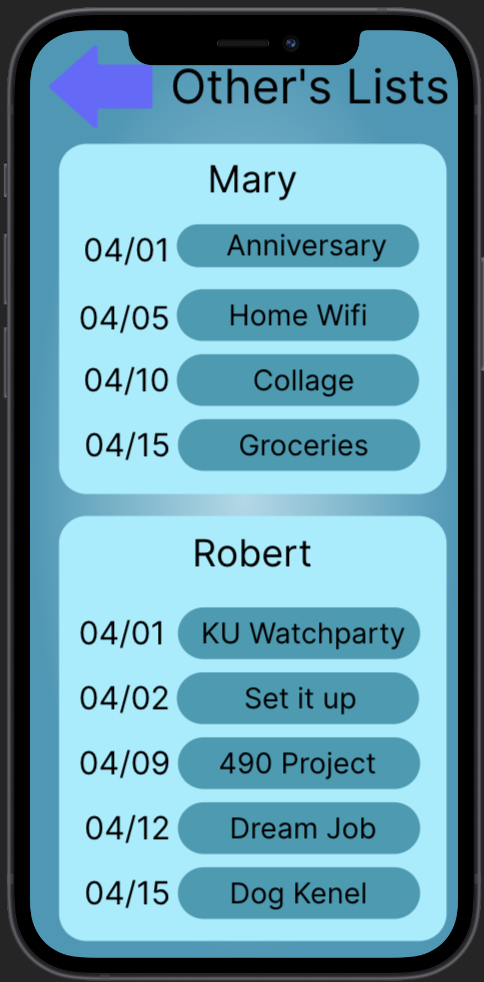 Other's Lists
Mary
04/01 Anniversary
04/05 Home Wifi
04/10 Collage
04/15 Groceries
Robert
04/01 KU Watchparty
04/02 Set it up
04/09 490 Project
04/12 Dream Job
04/15 Dog Kenel